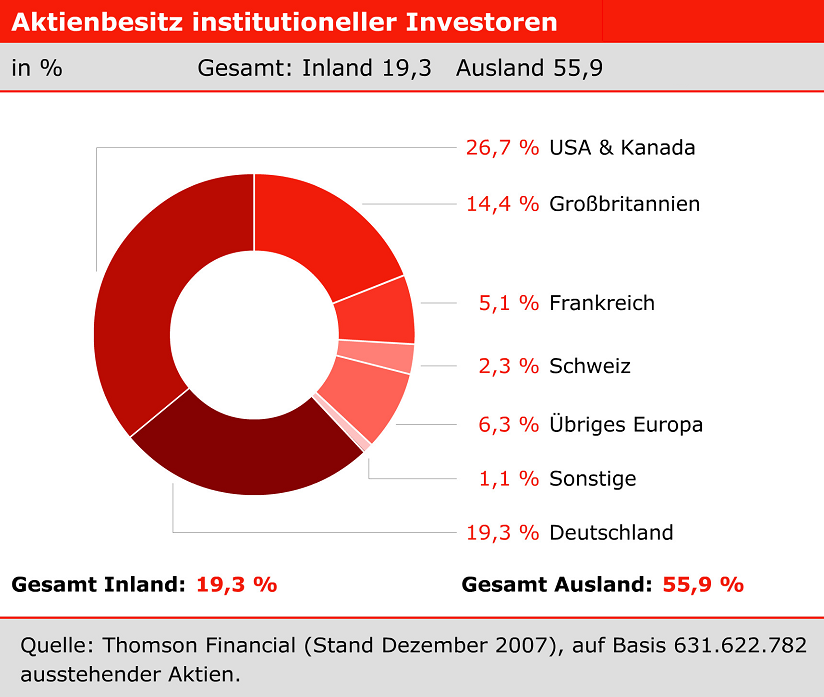 Aktienbesitz institutioneller Investoren
in % Gesamt: Inland 19,3 Ausland 55,9
26,7 % USA & Kanada
14,4 % Großbritannien
5,1 % Frankreich
2,3 % Schweiz
6,3 % Übriges Europa
1,1 % Sonstige
19,3 % Deutschland
Gesamt Inland: 19,3 % Gesamt Ausland: 55,9 %
Quelle: Thomson Financial (Stand Dezember 2007), auf Basis 631.622.782
ausstehender Aktien.